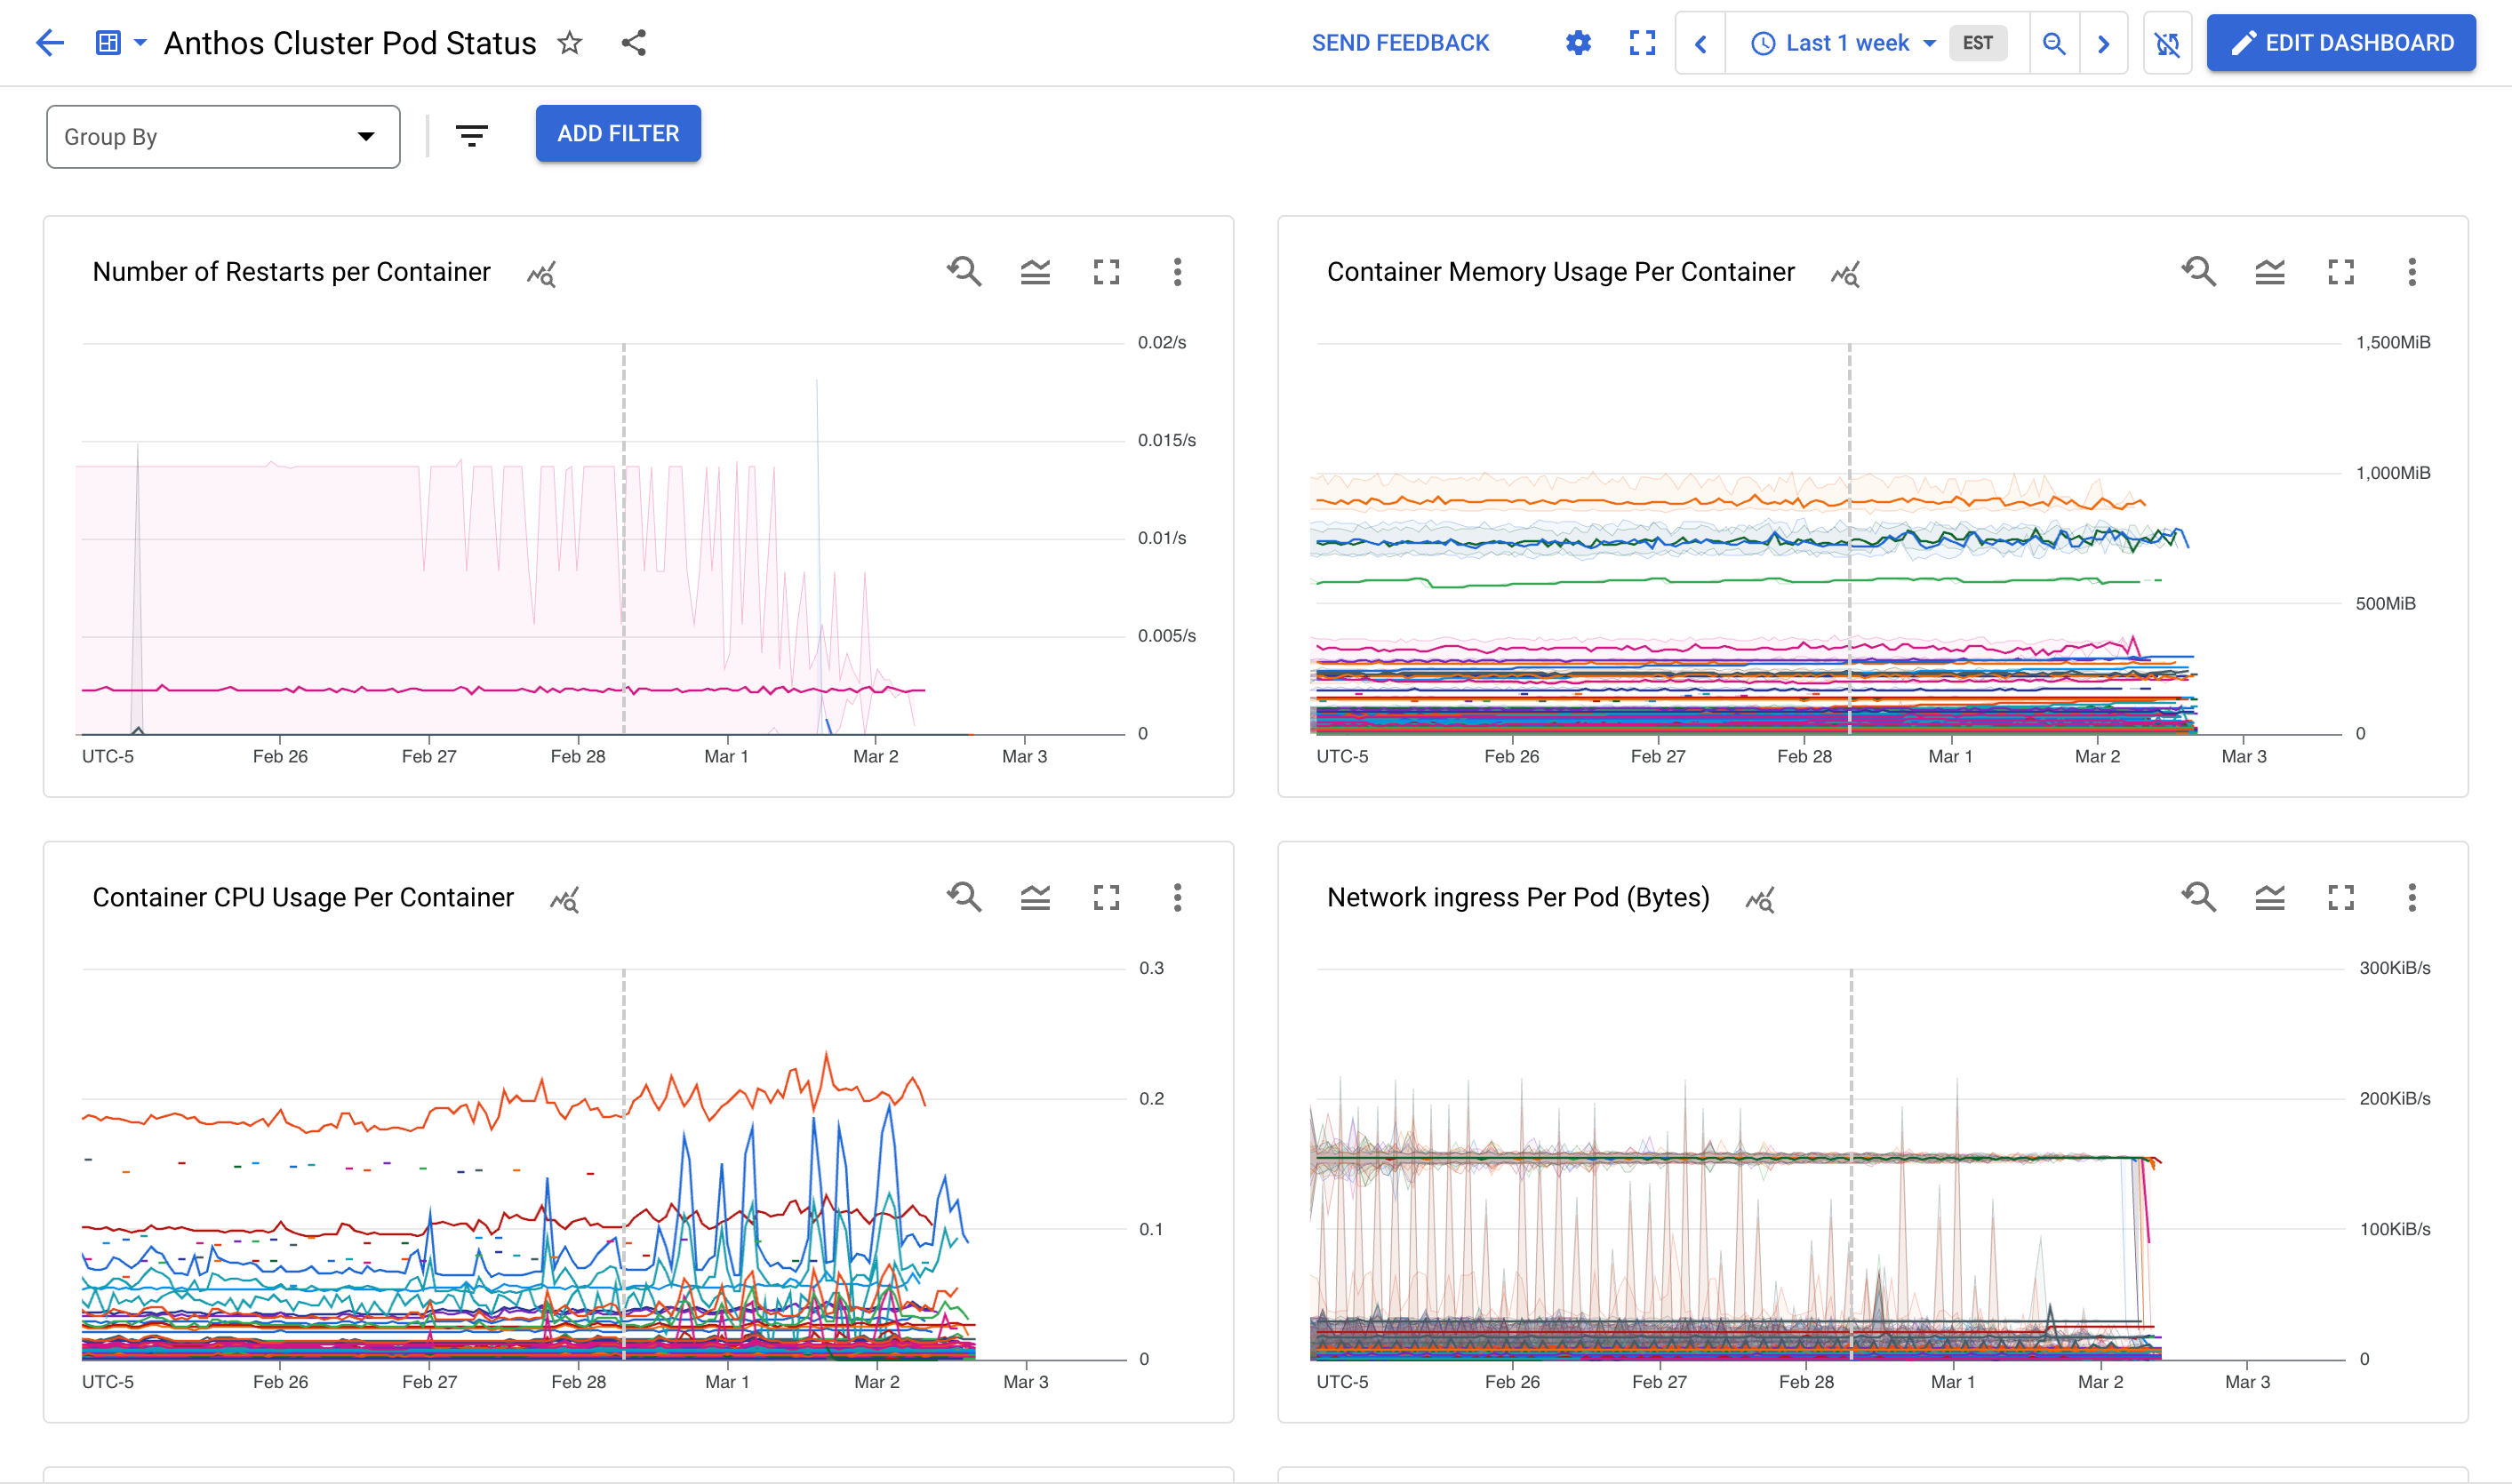 Anthos Cluster Pod Status
SEND FEEDBACK
Last 1 week EST
EDIT DASHBOARD
Group By
ADD FILTER
Number of Restarts per Container
0.02/s
0.015/s
0.01/s
0.005/s
0
UTC-5 Feb 26 Feb 27 Feb 28 Mar 1 Mar 2 Mar 3
Container Memory Usage Per Container
1,500MiB
1,000MiB
500MiB
0
UTC-5 Feb 26 Feb 27 Feb 28 Mar 1 Mar 2 Mar 3
Container CPU Usage Per Container
0.3
0.2
0.1
0
UTC-5 Feb 26 Feb 27 Feb 28 Mar 1 Mar 2 Mar 3
Network ingress Per Pod (Bytes)
300KiB/s
200KiB/s
100KiB/s
0
UTC-5 Feb 26 Feb 27 Feb 28 Mar 1 Mar 2 Mar 3